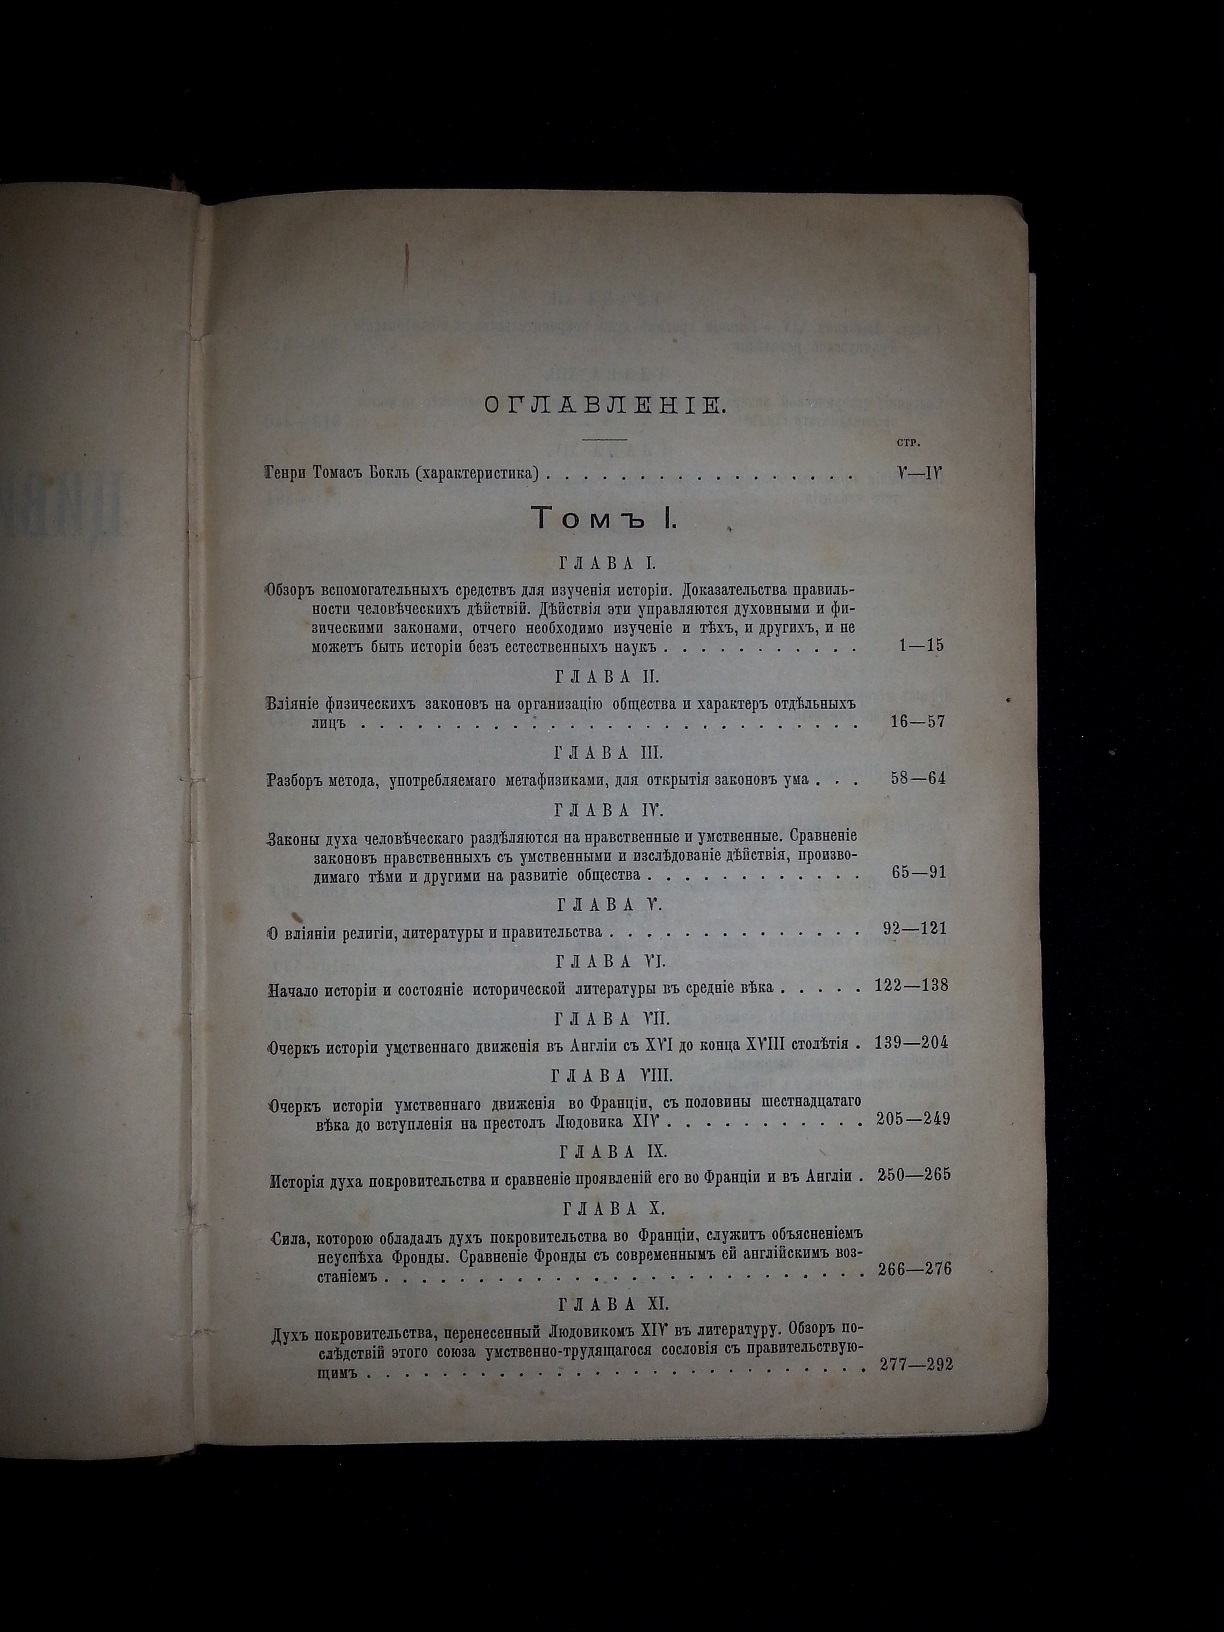 ОГЛАВЛЕНІЕ.
СТР.
Генри Томасъ Бокль (характеристика) . . . . . . . . . . . . . . . . . V—IV
Томъ I.
ГЛАВА I.
Обзоръ вспомогательныхъ средствъ для изученія исторіи. Доказательства правиль-
ности человѣческихъ дѣйствій. Дѣйствія эти управляются духовными и фи-
зическими законами, отчего необходимо изученіе и тѣхъ, и другихъ, и не
можетъ быть исторіи безъ естественныхъ наукъ . . . . . . . . . . . 1—15
ГЛАВА II.
Вліяніе физическихъ законовъ на организацію общества и характеръ отдѣльныхъ
лицъ . . . . . . . . . . . . . . . . . . . . . . . . . . . 16—57
ГЛАВА III.
Разборъ метода, употребляемаго метафизиками, для открытія законовъ ума . . . 58—64
ГЛАВА IV.
Законы духа человѣческаго раздѣляются на нравственные и умственные. Сравненіе
законовъ нравственныхъ съ умственными и изслѣдованіе дѣйствія, произво-
димаго тѣми и другими на развитіе общества . . . . . . . . . . . . 65—91
ГЛАВА V.
О вліяніи религіи, литературы и правительства . . . . . . . . . . . . . . 92—121
ГЛАВА VI.
Начало исторіи и состояніе исторической литературы въ средніе вѣка . . . . . 122—138
ГЛАВА VII.
Очеркъ исторіи умственнаго движенія въ Англіи съ XVI до конца XVIII столѣтія . 139—204
ГЛАВА VIII.
Очеркъ исторіи умственнаго движенія во Франціи, съ половины шестнадцатаго
вѣка до вступленія на престолъ Людовика XIV . . . . . . . . . . . 205—249
ГЛАВА IX.
Исторія духа покровительства и сравненіе проявленій его во Франціи и въ Англіи . 250—265
ГЛАВА X.
Сила, которою обладалъ духъ покровительства во Франціи, служитъ объясненіемъ
неуспѣха Фронды. Сравненіе Фронды съ современнымъ ей англійскимъ воз-
станіемъ . . . . . . . . . . . . . . . . . . . . . . . . . . 266—276
ГЛАВА XI.
Духъ покровительства, перенесенный Людовикомъ XIV въ литературу. Обзоръ по-
слѣдствій этого союза умственно-трудящагося сословія съ правительствую-
щимъ . . . . . . . . . . . . . . . . . . . . . . . . . . . 277—292